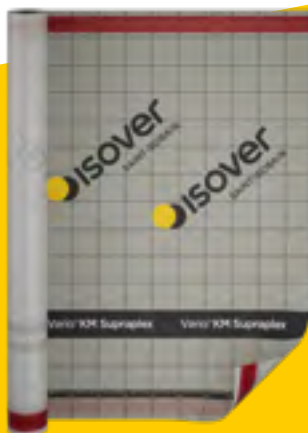 isover
SAINT-GOBAIN
isover
SAINT-GOBAIN
Vario® KM Supraplex Vario® KM Supraplex